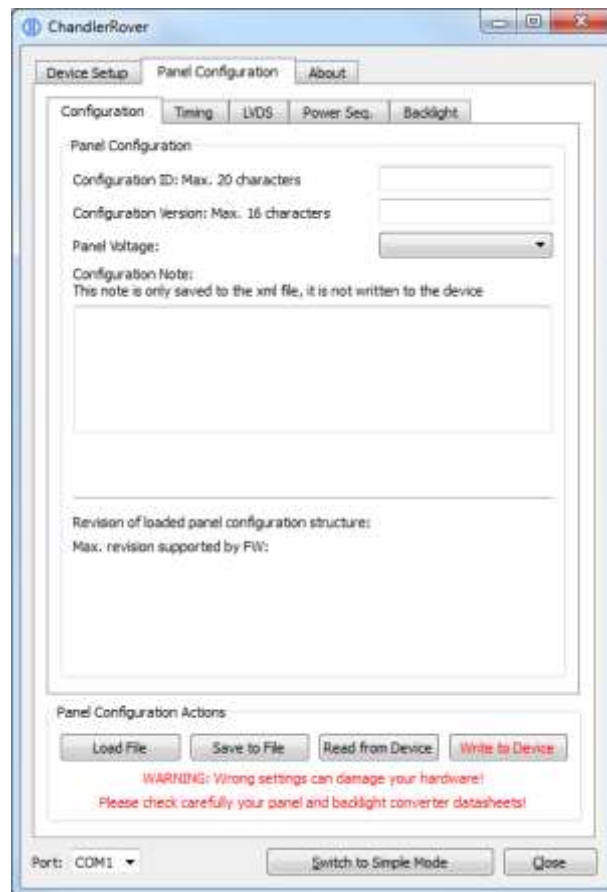 ChandlerRover
Device Setup Panel Configuration About
Configuration Timing LVDS Power Seq. Backlight
Panel Configuration
Configuration ID: Max. 20 characters
Configuration Version: Max. 16 characters
Panel Voltage:
Configuration Note:
This note is only saved to the xml file, it is not written to the device
Revision of loaded panel configuration structure:
Max. revision supported by FW:
Panel Configuration Actions
Load File Save to File Read from Device Write to Device
WARNING: Wrong settings can damage your hardware!
Please check carefully your panel and backlight converter datasheets!
Port: COM1 Switch to Simple Mode Close